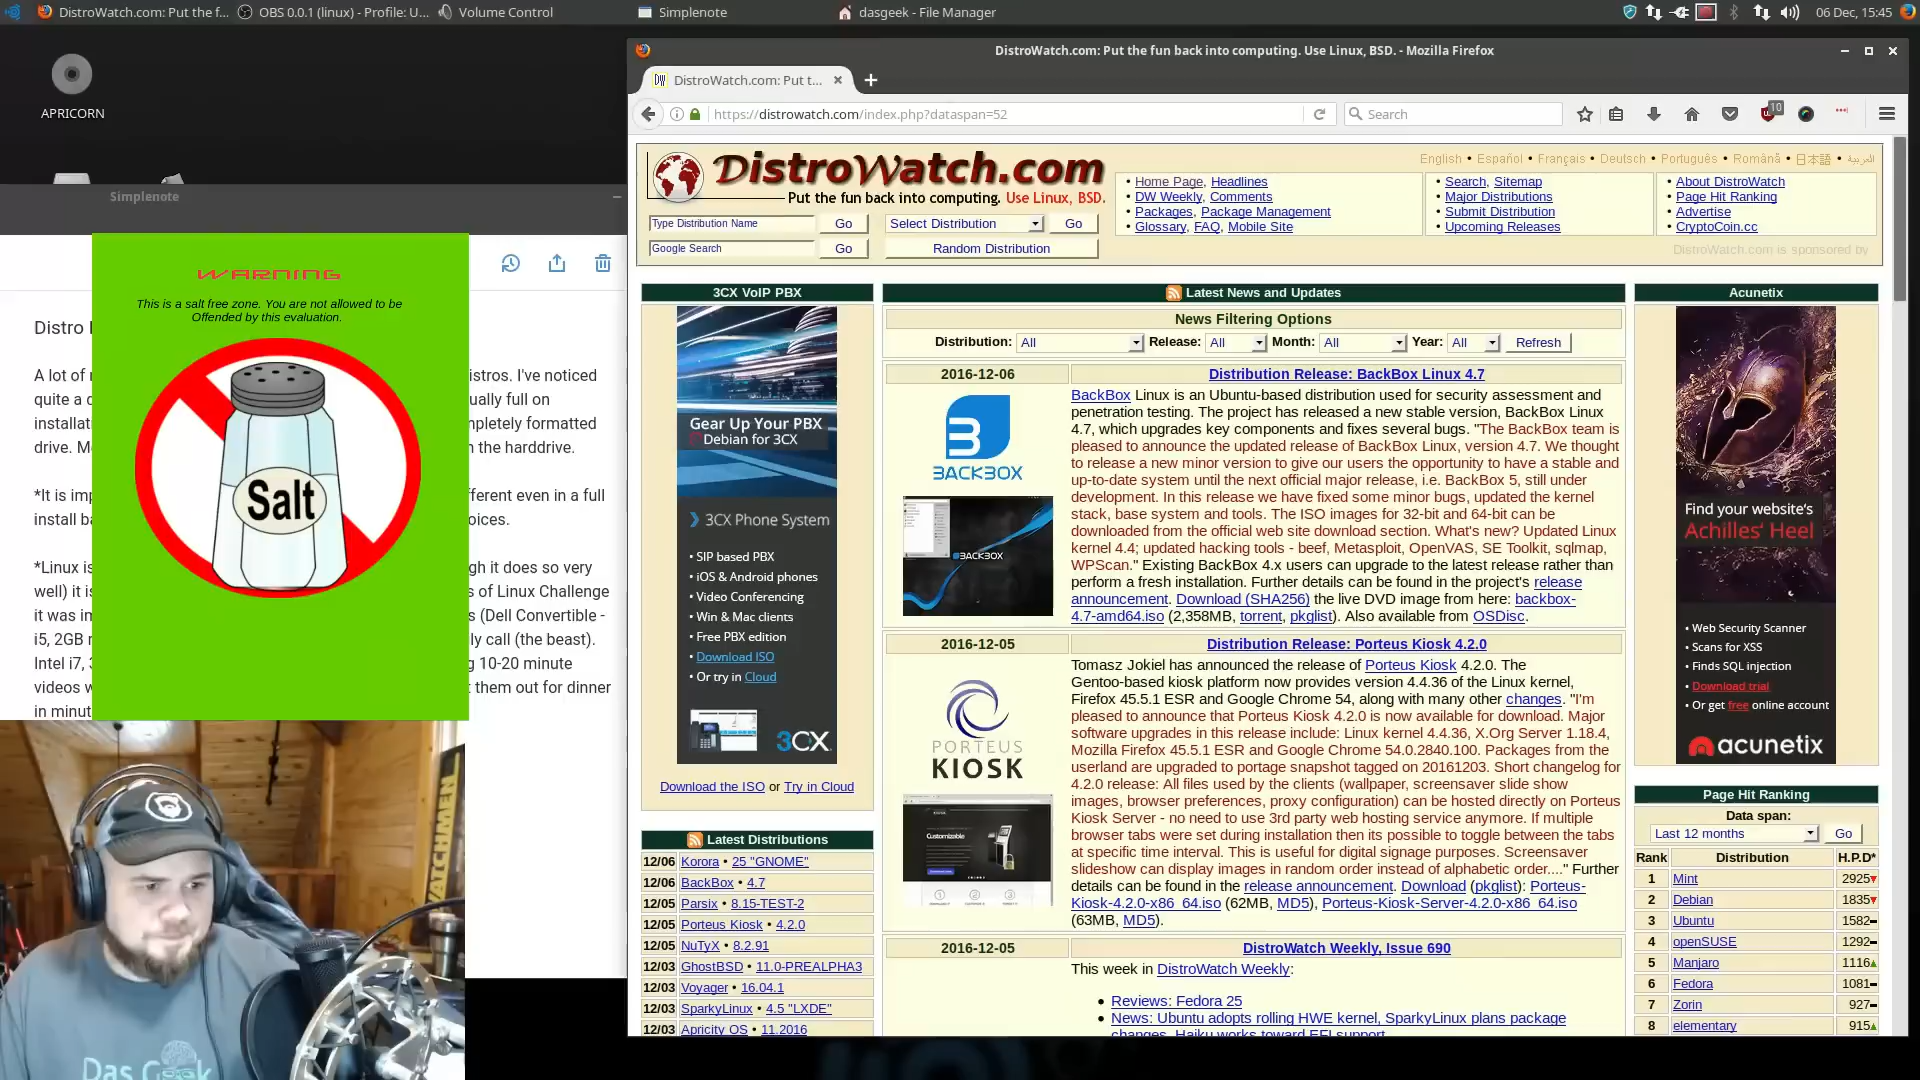 DistroWatch.com: Put the f...
OBS 0.0.1 (linux) - Profile: U...
Volume Control
Simplenote
dasgeek - File Manager
06 Dec, 15:45
APRICORN
Simplenote
WARNING
This is a salt free zone. You are not allowed to be
Offended by this evaluation.
Salt
Distro
A lot of
istros. I've noticed
quite a
ually full on
installat
npletely formatted
drive. M
n the harddrive.
*It is imp
fferent even in a full
install ba
oices.
*Linux is
gh it does so very
well) it is
s of Linux Challenge
it was im
s (Dell Convertible -
i5, 2GB r
ly call (the beast).
Intel i7, 3
g 10-20 minute
videos w
t them out for dinner
in minut
WATCHMEN
Das Geek
DistroWatch.com: Put the fun back into computing. Use Linux, BSD. - Mozilla Firefox
DistroWatch.com: Put t...
https://distrowatch.com/index.php?dataspan=52
Search
10
DistroWatch.com
Put the fun back into computing. Use Linux, BSD.
English • Español • Français • Deutsch • Português • Română • 日本語 • العربية
• Home Page, Headlines
• DW Weekly, Comments
• Packages, Package Management
• Glossary, FAQ, Mobile Site
• Search, Sitemap
• Major Distributions
• Submit Distribution
• Upcoming Releases
• About DistroWatch
• Page Hit Ranking
• Advertise
• CryptoCoin.cc
Type Distribution Name Go
Select Distribution Go
Google Search Go
Random Distribution
DistroWatch.com is sponsored by
3CX VoIP PBX
Gear Up Your PBX
Debian for 3CX
3CX Phone System
• SIP based PBX
• iOS & Android phones
• Video Conferencing
• Win & Mac clients
• Free PBX edition
• Download ISO
• Or try in Cloud
3CX
Download the ISO or Try in Cloud
Latest Distributions
12/06 Korora • 25 "GNOME"
12/06 BackBox • 4.7
12/05 Parsix • 8.15-TEST-2
12/05 Porteus Kiosk • 4.2.0
12/05 NuTyX • 8.2.91
12/03 GhostBSD • 11.0-PREALPHA3
12/03 Voyager • 16.04.1
12/03 SparkyLinux • 4.5 "LXDE"
12/03 Apricity OS • 11.2016
Latest News and Updates
News Filtering Options
Distribution: All Release: All Month: All Year: All Refresh
2016-12-06
Distribution Release: BackBox Linux 4.7
BACKBOX
BACKBOX
BackBox Linux is an Ubuntu-based distribution used for security assessment and
penetration testing. The project has released a new stable version, BackBox Linux
4.7, which upgrades key components and fixes several bugs. "The BackBox team is
pleased to announce the updated release of BackBox Linux, version 4.7. We thought
to release a new minor version to give our users the opportunity to have a stable and
up-to-date system until the next official major release, i.e. BackBox 5, still under
development. In this release we have fixed some minor bugs, updated the kernel
stack, base system and tools. The ISO images for 32-bit and 64-bit can be
downloaded from the official web site download section. What's new? Updated Linux
kernel 4.4; updated hacking tools - beef, Metasploit, OpenVAS, SE Toolkit, sqlmap,
WPScan." Existing BackBox 4.x users can upgrade to the latest release rather than
perform a fresh installation. Further details can be found in the project's release
announcement. Download (SHA256) the live DVD image from here: backbox-
4.7-amd64.iso (2,358MB, torrent, pkglist). Also available from OSDisc.
2016-12-05
Distribution Release: Porteus Kiosk 4.2.0
PORTEUS
KIOSK
Customizable
Tomasz Jokiel has announced the release of Porteus Kiosk 4.2.0. The
Gentoo-based kiosk platform now provides version 4.4.36 of the Linux kernel,
Firefox 45.5.1 ESR and Google Chrome 54, along with many other changes. "I'm
pleased to announce that Porteus Kiosk 4.2.0 is now available for download. Major
software upgrades in this release include: Linux kernel 4.4.36, X.Org Server 1.18.4,
Mozilla Firefox 45.5.1 ESR and Google Chrome 54.0.2840.100. Packages from the
userland are upgraded to portage snapshot tagged on 20161203. Short changelog for
4.2.0 release: All files used by the clients (wallpaper, screensaver slide show
images, browser preferences, proxy configuration) can be hosted directly on Porteus
Kiosk Server - no need to use 3rd party web hosting service anymore. If multiple
browser tabs were set during installation then its possible to toggle between the tabs
at specific time interval. This is useful for digital signage purposes. Screensaver
slideshow can display images in random order instead of alphabetic order...." Further
details can be found in the release announcement. Download (pkglist): Porteus-
Kiosk-4.2.0-x86_64.iso (62MB, MD5), Porteus-Kiosk-Server-4.2.0-x86_64.iso
(63MB, MD5).
2016-12-05
DistroWatch Weekly, Issue 690
This week in DistroWatch Weekly:
• Reviews: Fedora 25
• News: Ubuntu adopts rolling HWE kernel, SparkyLinux plans package
changes, Haiku works toward EFI support
Acunetix
Find your website's
Achilles' Heel
• Web Security Scanner
• Scans for XSS
• Finds SQL injection
• Download trial
• Or get free online account
acunetix
Page Hit Ranking
Data span:
Last 12 months Go
Rank Distribution H.P.D*
1 Mint 2925
2 Debian 1835
3 Ubuntu 1582
4 openSUSE 1292
5 Manjaro 1116
6 Fedora 1081
7 Zorin 927
8 elementary 915